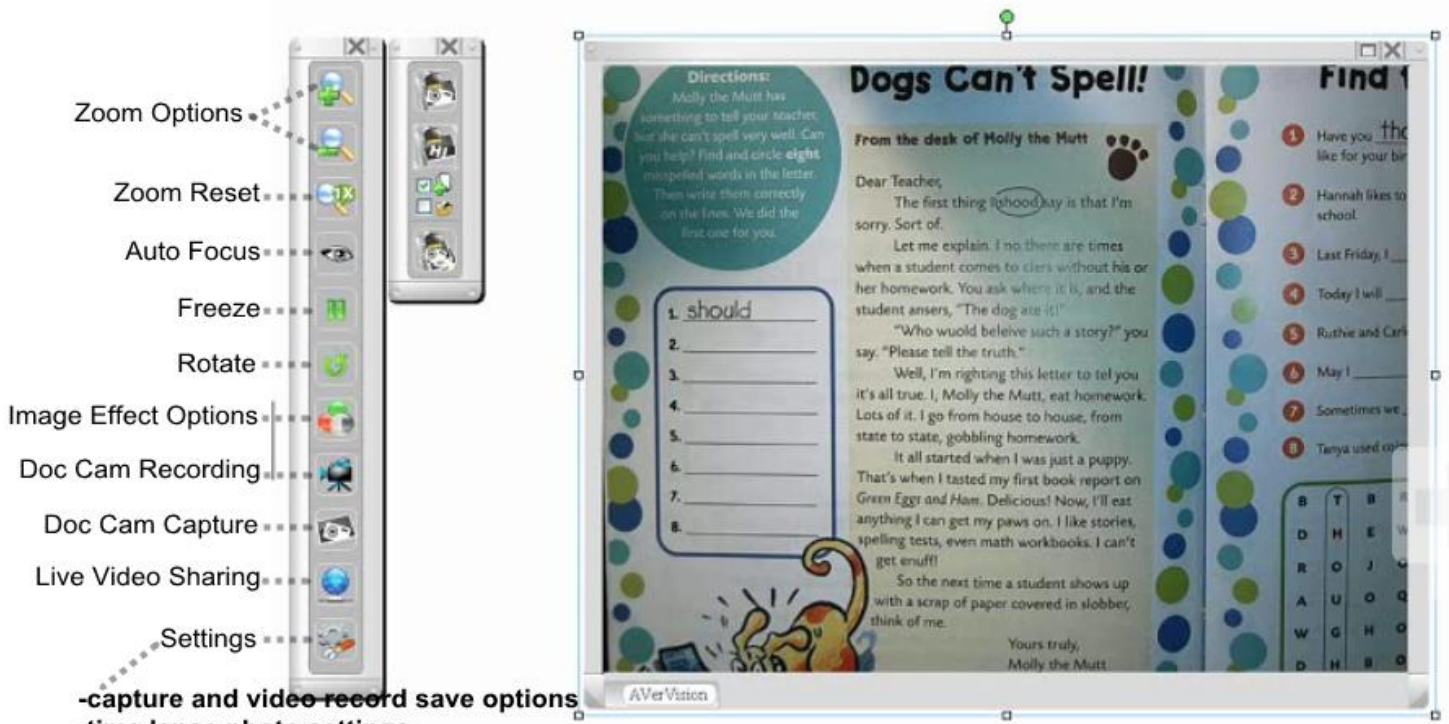 Zoom Options
Zoom Reset
Auto Focus
Freeze
Rotate
Image Effect Options
Doc Cam Recording
Doc Cam Capture
Live Video Sharing
Settings
-capture and video record save options
1X
HI
Directions:
Molly the Mutt has
something to tell your teacher,
but she can't spell very well. Can
you help? Find and circle eight
misspelled words in the letter.
Then write them correctly
on the lines. We did the
first one for you.
1. should
2.
3.
4.
5.
6.
7.
8.
Dogs Can't Spell!
From the desk of Molly the Mutt
Dear Teacher,
The first thing I shood say is that I'm
sorry. Sort of.
Let me explain. I no there are times
when a student comes to clers without his or
her homework. You ask where it is, and the
student ansers, "The dog ate it!"
"Who wuold beleive such a story?" you
say. "Please tell the truth."
Well, I'm righting this letter to tel you
it's all true. I, Molly the Mutt, eat homework.
Lots of it. I go from house to house, from
state to state, gobbling homework.
It all started when I was just a puppy.
That's when I tasted my first book report on
Green Eggs and Ham. Delicious! Now, I'll eat
anything I can get my paws on. I like stories,
spelling tests, even math workbooks. I can't
get enuff!
So the next time a student shows up
with a scrap of paper covered in slobber,
think of me.
Yours truly,
Molly the Mutt
Find
1 Have you
like for your
2 Hannah likes to
school.
3 Last Friday, I
4 Today I will
5 Ruthie and
6 May I
7 Sometimes we
8 Tanya used
B T B
D H E W
R O J
A U O Q
W G H O
D H B O
AVerVision